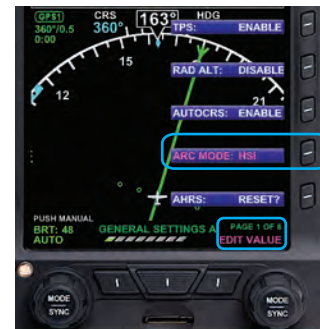 GPS1
360°/0.5
0:00
CRS
360°
163°
HDG
TPS: ENABLE
15
RAD ALT: DISABLE
12
21
AUTOCRS: ENABLE
ARC MODE: HSI
AHRS: RESET?
PUSH MANUAL
BRT: 48
AUTO
GENERAL SETTINGS A
PAGE 1 OF 6
EDIT VALUE
MODE
SYNC
MODE
SYNC